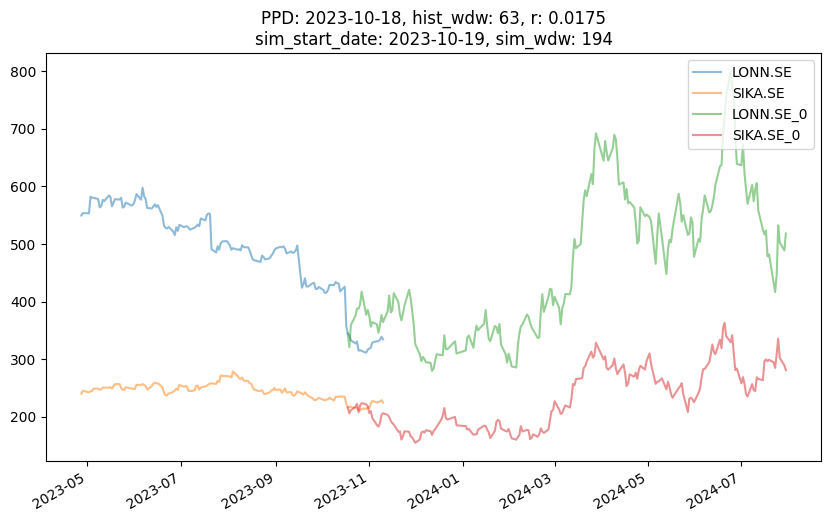 PPD: 2023-10-18, hist_wdw: 63, r: 0.0175
sim_start_date: 2023-10-19, sim_wdw: 194
LONN.SE
SIKA.SE
LONN.SE_0
SIKA.SE_0
800
700
600
500
400
300
200
2023-05
2023-07
2023-09
2023-11
2024-01
2024-03
2024-05
2024-07